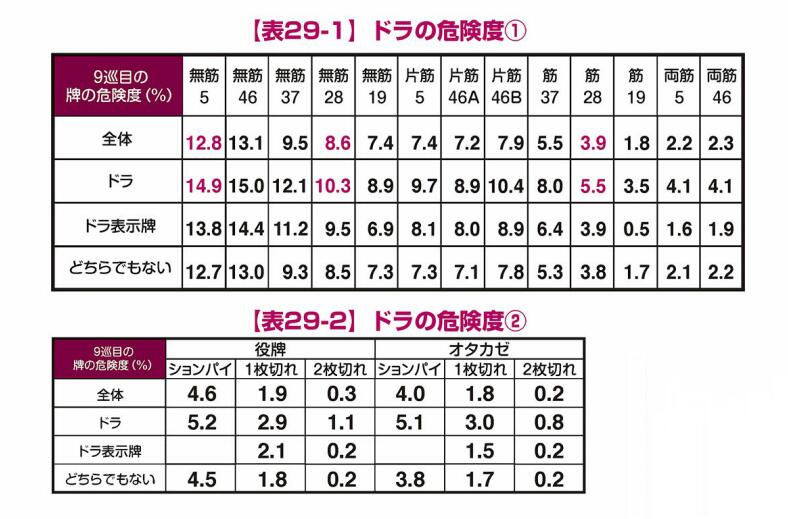 【表29-1】ドラの危険度①
9巡目の 無筋 無筋 無筋 無筋 無筋 片筋 片筋 片筋 筋 筋 筋 両筋 両筋
牌の危険度(%) 5 46 37 28 19 5 46A 46B 37 28 19 5 46
全体 12.8 13.1 9.5 8.6 7.4 7.4 7.2 7.9 5.5 3.9 1.8 2.2 2.3
ドラ 14.9 15.0 12.1 10.3 8.9 9.7 8.9 10.4 8.0 5.5 3.5 4.1 4.1
ドラ表示牌 13.8 14.4 11.2 9.5 6.9 8.1 8.0 8.9 6.4 3.9 0.5 1.6 1.9
どちらでもない 12.7 13.0 9.3 8.5 7.3 7.3 7.1 7.8 5.3 3.8 1.7 2.1 2.2
【表29-2】ドラの危険度②
9巡目の 役牌 オタカゼ
牌の危険度(%) ションパイ 1枚切れ 2枚切れ ションパイ 1枚切れ 2枚切れ
全体 4.6 1.9 0.3 4.0 1.8 0.2
ドラ 5.2 2.9 1.1 5.1 3.0 0.8
ドラ表示牌 2.1 0.2 1.5 0.2
どちらでもない 4.5 1.8 0.2 3.8 1.7 0.2